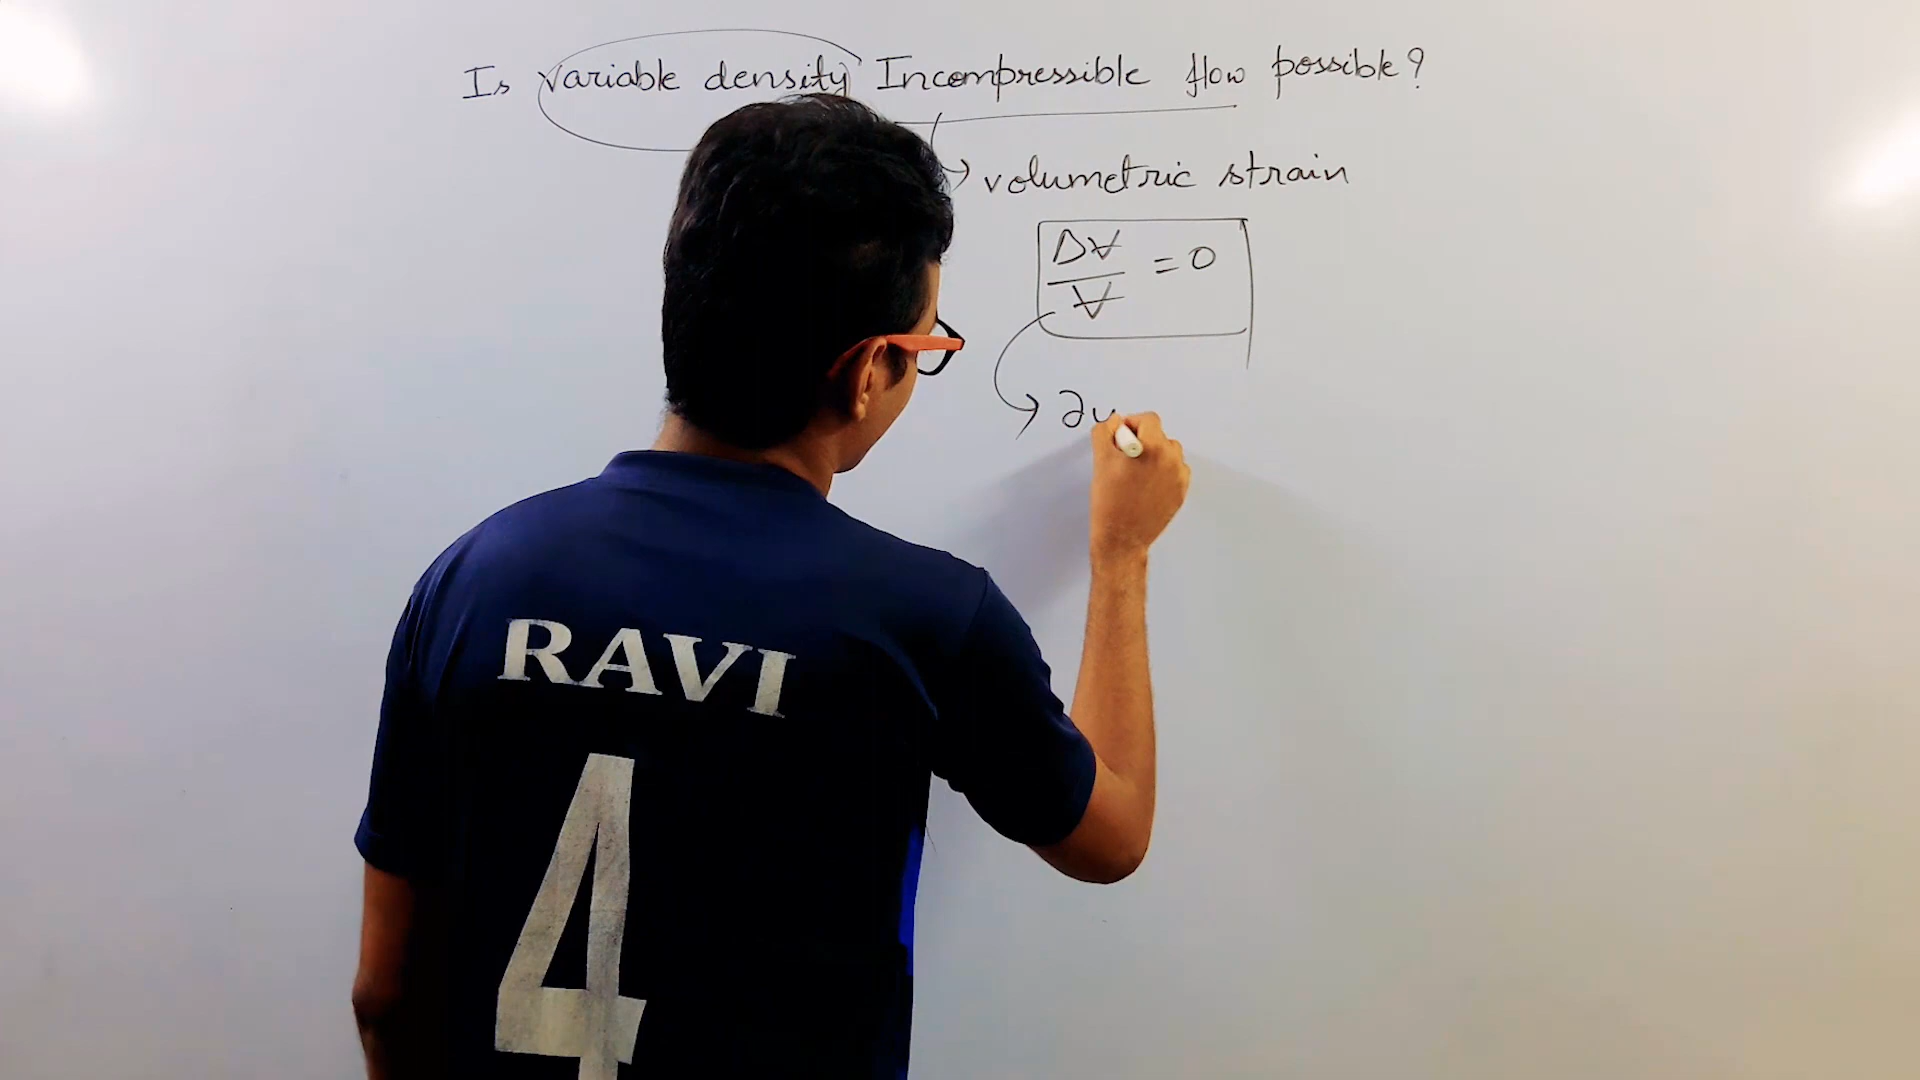 Is variable density Incompressible flow possible?
volumetric strain
ΔV/V = 0
∂u
RAVI
4